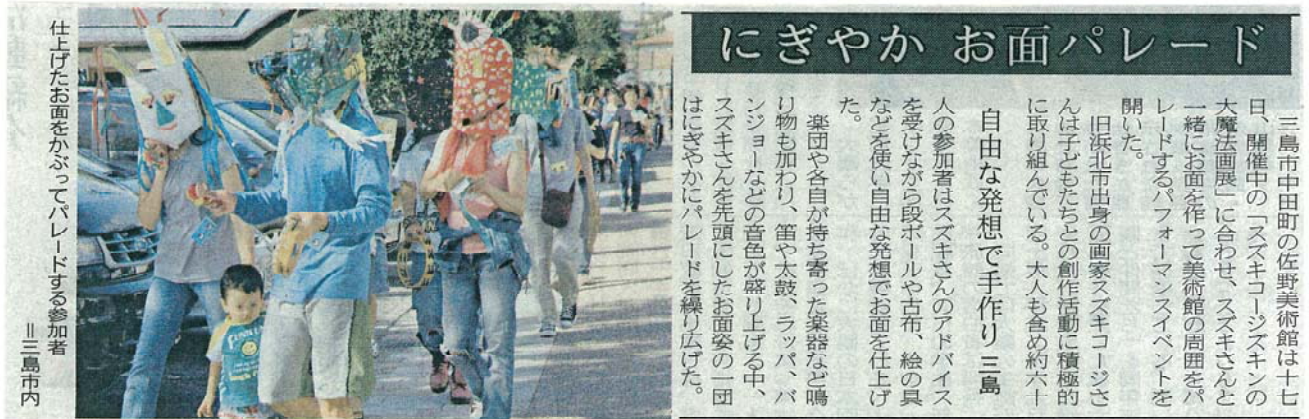 にぎやか お面パレード
三島市中田町の佐野美術館は十七
日、開催中の「スズキコージズキンの
大魔法画展」に合わせ、スズキさんと
一緒にお面を作って美術館の周囲をパ
レードするパフォーマンスイベントを
開いた。
旧浜北市出身の画家スズキコージさ
んは子どもたちとの創作活動に積極的
に取り組んでいる。大人も含め約六十
自由な発想で手作り 三島
人の参加者はスズキさんのアドバイス
を受けながら段ボールや古布、絵の具
などを使い自由な発想でお面を仕上げ
た。
楽団や各自が持ち寄った楽器など鳴
り物も加わり、笛や太鼓、ラッパ、バ
ンジョーなどの音色が盛り上げる中、
スズキさんを先頭にしたお面姿の一団
はにぎやかにパレードを繰り広げた。
仕上げたお面をかぶってパレードする参加者
＝三島市内